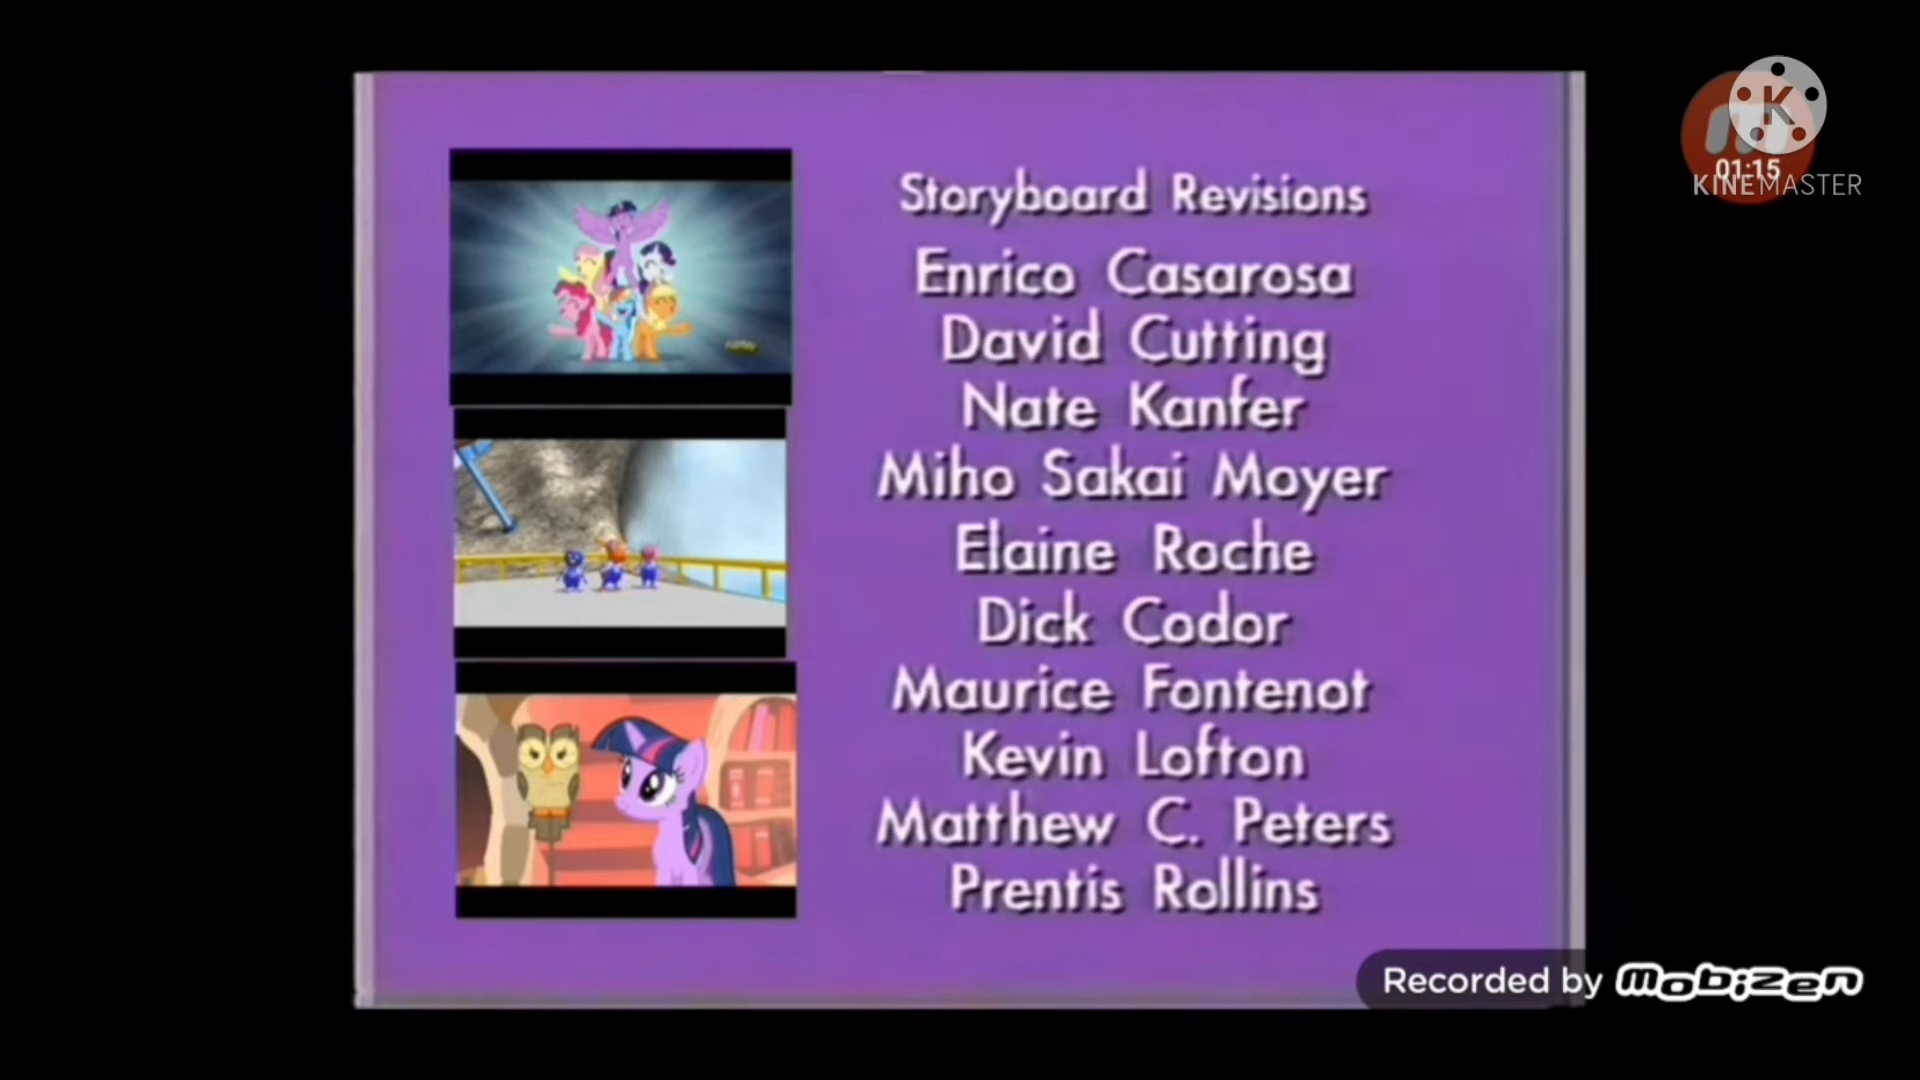 Storyboard Revisions
Enrico Casarosa
David Cutting
Nate Kanfer
Miho Sakai Moyer
Elaine Roche
Dick Codor
Maurice Fontenot
Kevin Lofton
Matthew C. Peters
Prentis Rollins
K
01:15
KINEMASTER
Recorded by mobizen